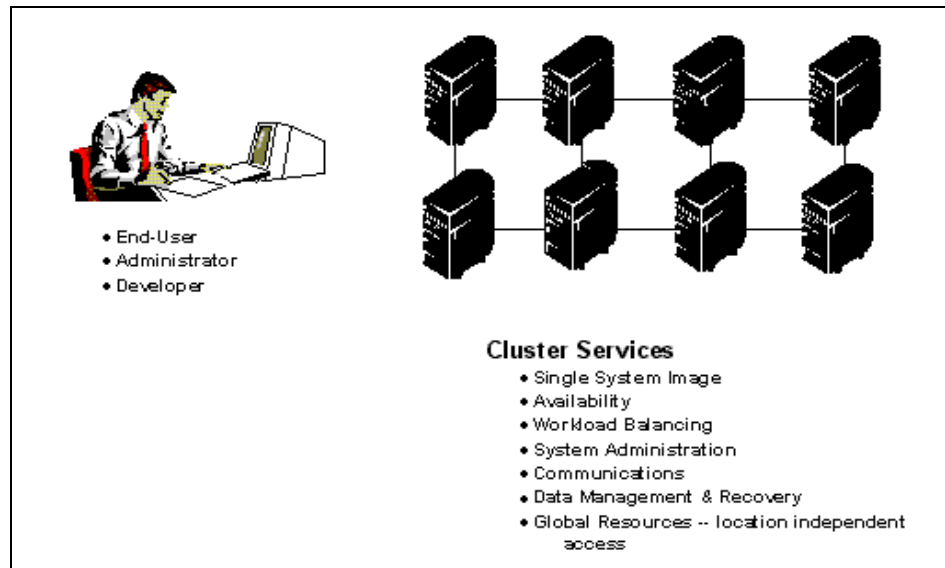 • End-User
• Administrator
• Developer
Cluster Services
• Single System Image
• Availability
• Workload Balancing
• System Administration
• Communications
• Data Management & Recovery
• Global Resources -- location independent
access